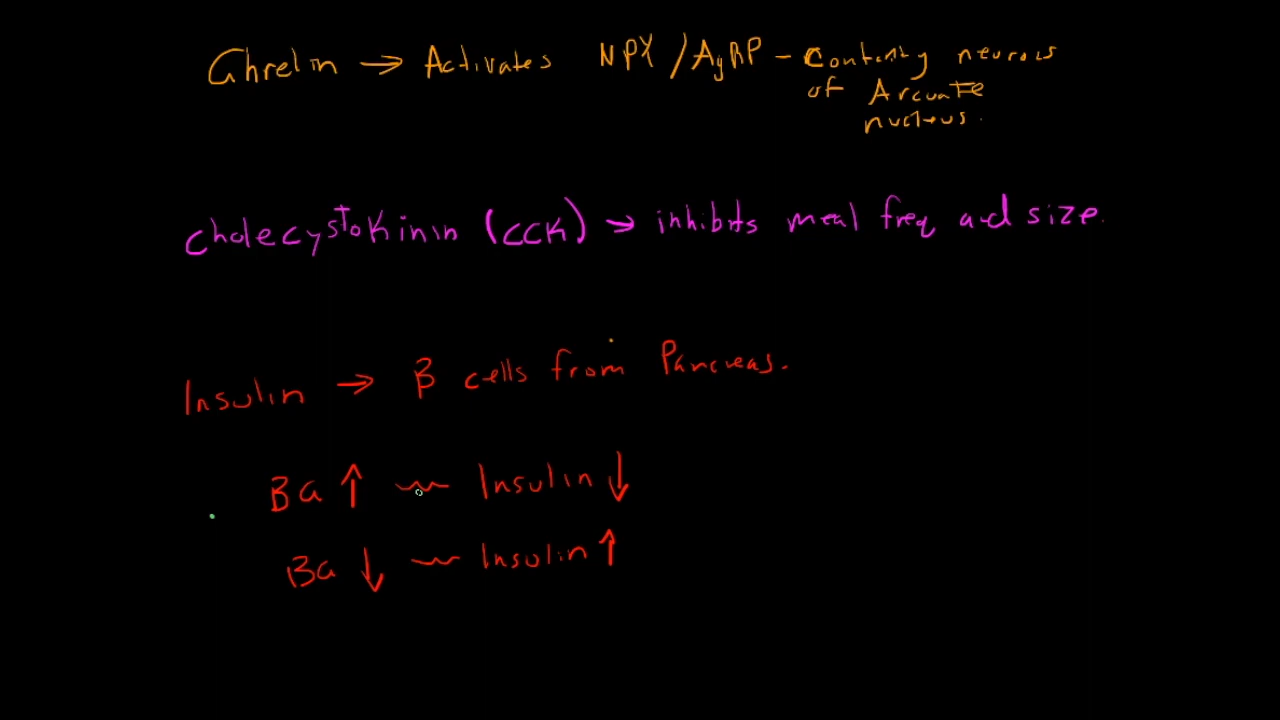 Ghrelin → Activates NPY/AgRP - Containg neurons
of Arcuate
nucleus.
Cholecystokinin (CCK) → inhibits meal freq and size.
Insulin → β cells from Pancreas.
BG ↑ ~ Insulin ↓
BG ↓ ~ Insulin ↑